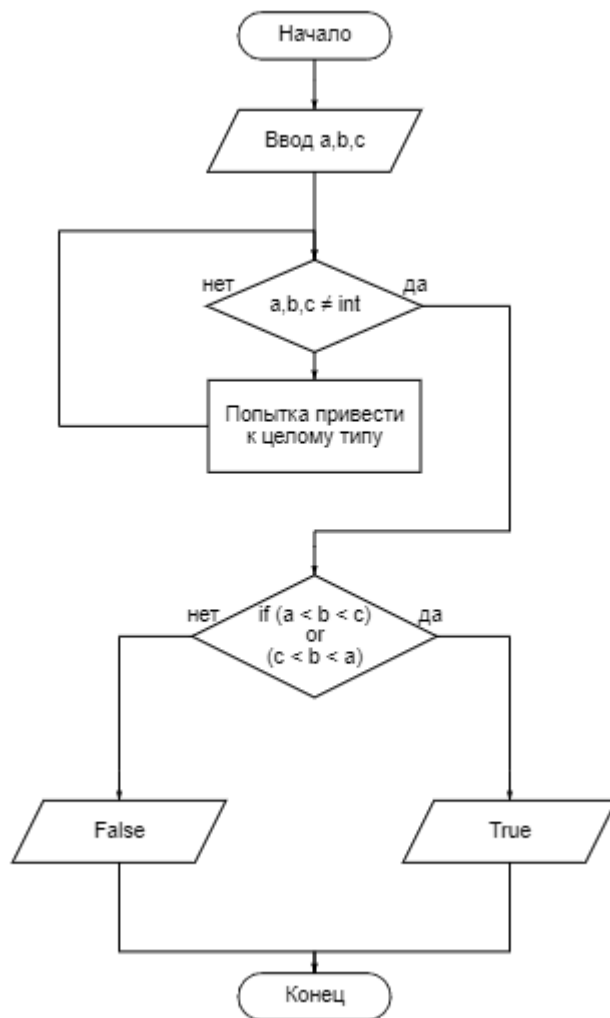 Начало
Ввод a,b,c
нет
да
a,b,c ≠ int
Попытка привести
к целому типу
нет
if (a < b < c)
да
or
(c < b < a)
False
True
Конец